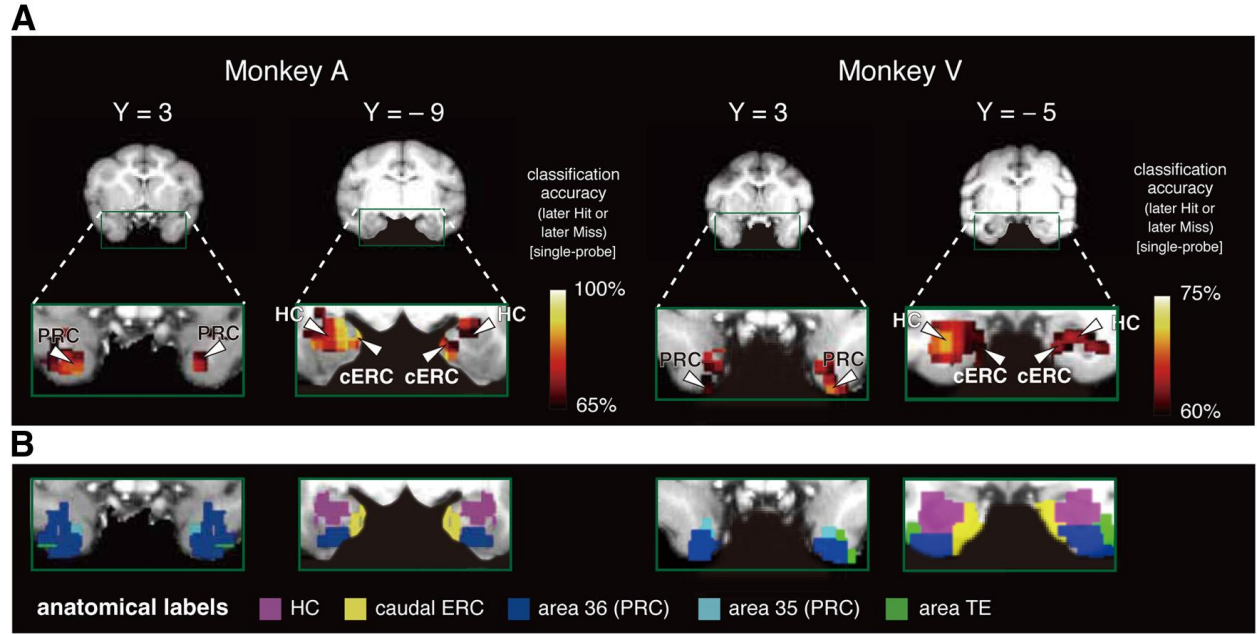 A
Monkey A
Monkey V
Y = 3
Y = – 9
Y = 3
Y = – 5
classification
accuracy
(later Hit or
later Miss)
[single-probe]
classification
accuracy
(later Hit or
later Miss)
[single-probe]
100%
65%
75%
60%
PRC
PRC
HC
HC
cERC
cERC
PRC
PRC
HC
HC
cERC
cERC
B
anatomical labels
HC
caudal ERC
area 36 (PRC)
area 35 (PRC)
area TE